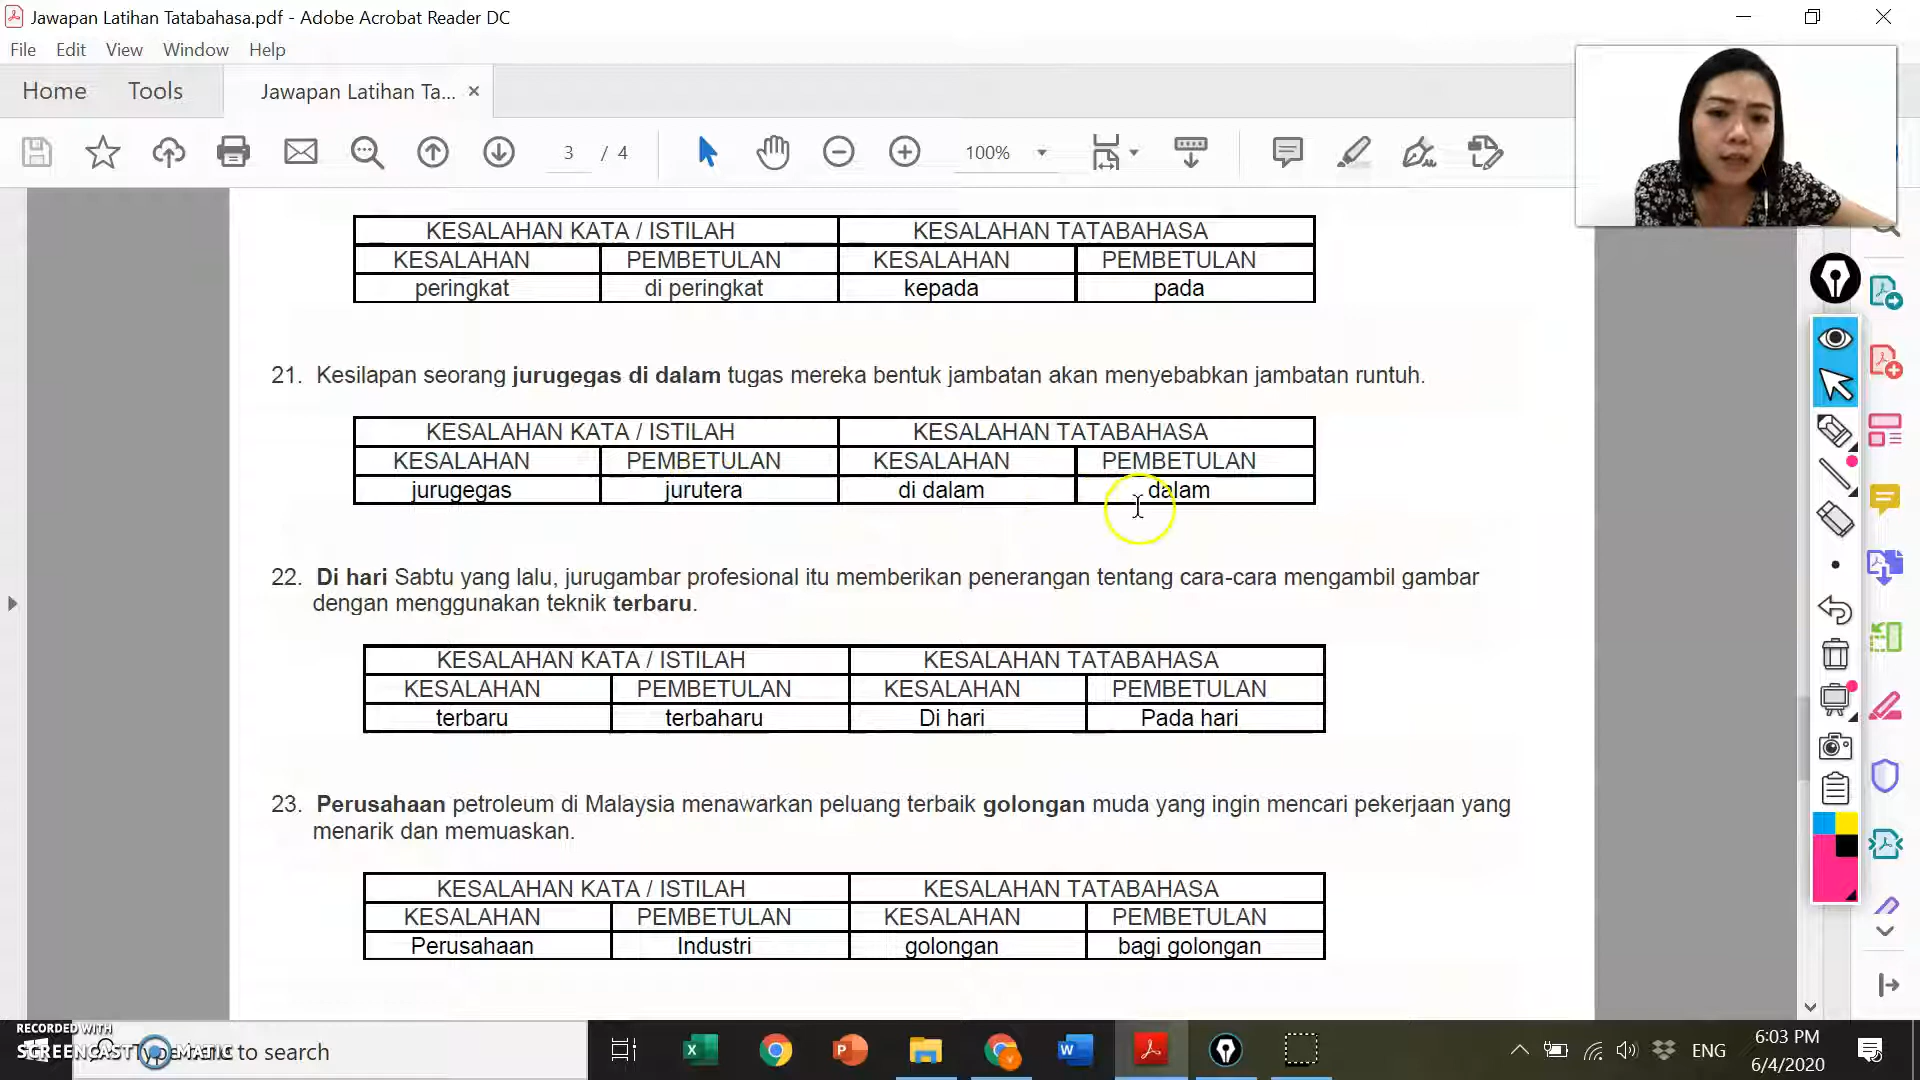 Jawapan Latihan Tatabahasa.pdf - Adobe Acrobat Reader DC
File Edit View Window Help
Home Tools Jawapan Latihan Ta... ×
3 / 4 100%
KESALAHAN KATA / ISTILAH KESALAHAN TATABAHASA
KESALAHAN PEMBETULAN KESALAHAN PEMBETULAN
peringkat di peringkat kepada pada
21. Kesilapan seorang jurugegas di dalam tugas mereka bentuk jambatan akan menyebabkan jambatan runtuh.
KESALAHAN KATA / ISTILAH KESALAHAN TATABAHASA
KESALAHAN PEMBETULAN KESALAHAN PEMBETULAN
jurugegas jurutera di dalam dalam
22. Di hari Sabtu yang lalu, jurugambar profesional itu memberikan penerangan tentang cara-cara mengambil gambar
dengan menggunakan teknik terbaru.
KESALAHAN KATA / ISTILAH KESALAHAN TATABAHASA
KESALAHAN PEMBETULAN KESALAHAN PEMBETULAN
terbaru terbaharu Di hari Pada hari
23. Perusahaan petroleum di Malaysia menawarkan peluang terbaik golongan muda yang ingin mencari pekerjaan yang
menarik dan memuaskan.
KESALAHAN KATA / ISTILAH KESALAHAN TATABAHASA
KESALAHAN PEMBETULAN KESALAHAN PEMBETULAN
Perusahaan Industri golongan bagi golongan
RECORDED WITH
SCREENCAST MATIC
to search
ENG
6:03 PM
6/4/2020